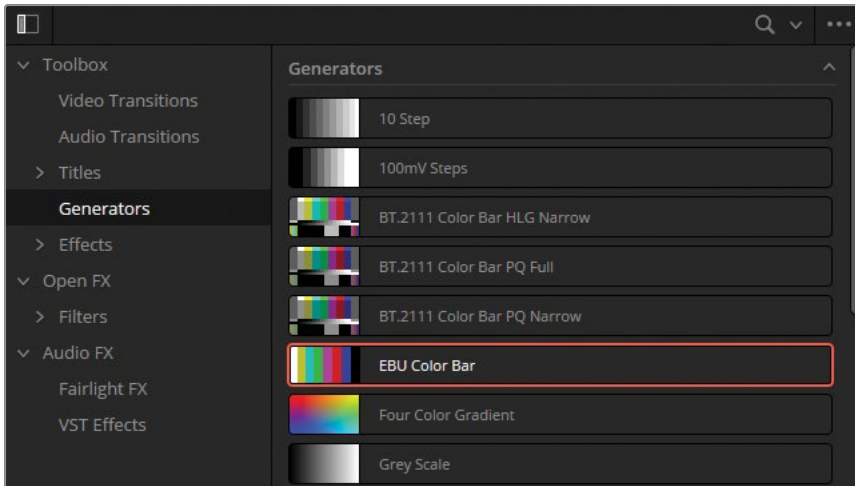 Toolbox
Video Transitions
Audio Transitions
Titles
Generators
Effects
Open FX
Filters
Audio FX
Fairlight FX
VST Effects
Generators
10 Step
100mV Steps
BT.2111 Color Bar HLG Narrow
BT.2111 Color Bar PQ Full
BT.2111 Color Bar PQ Narrow
EBU Color Bar
Four Color Gradient
Grey Scale